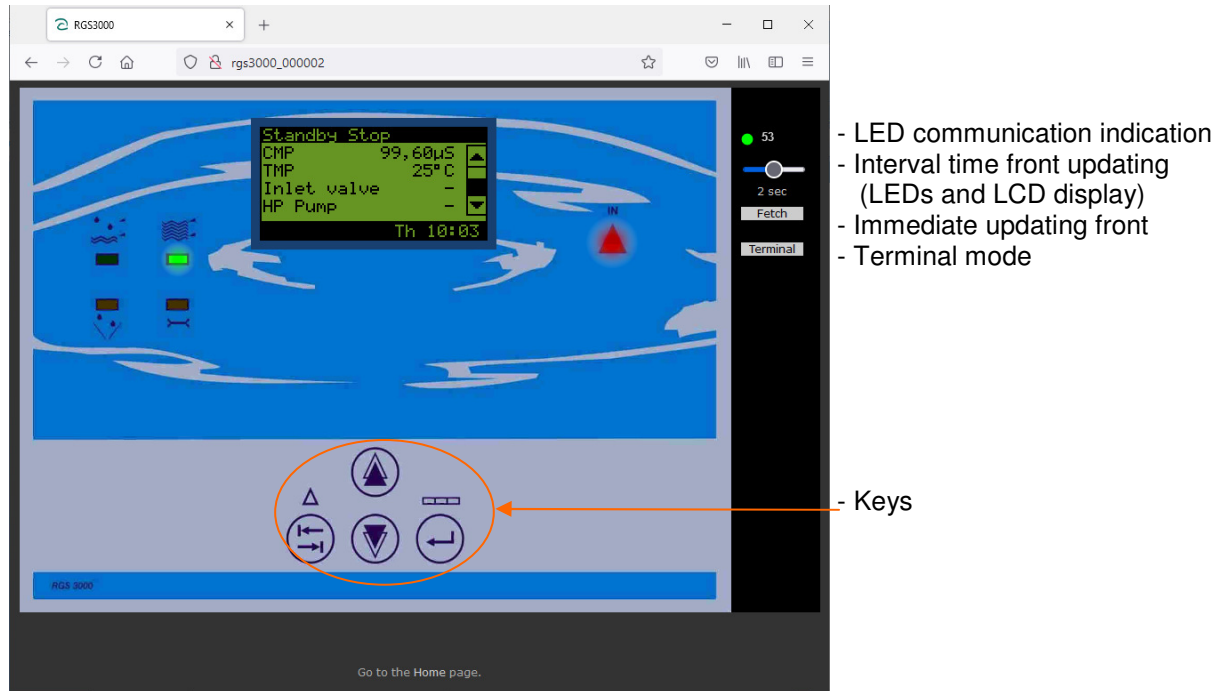 RGS3000
rgs3000_000002
Standby Stop
CMP 99,60µS
TMP 25°C
Inlet valve -
HP Pump -
Th 10:03
IN
53
2 sec
Fetch
Terminal
- LED communication indication
- Interval time front updating
(LEDs and LCD display)
- Immediate updating front
- Terminal mode
- Keys
RGS 3000
Go to the Home page.